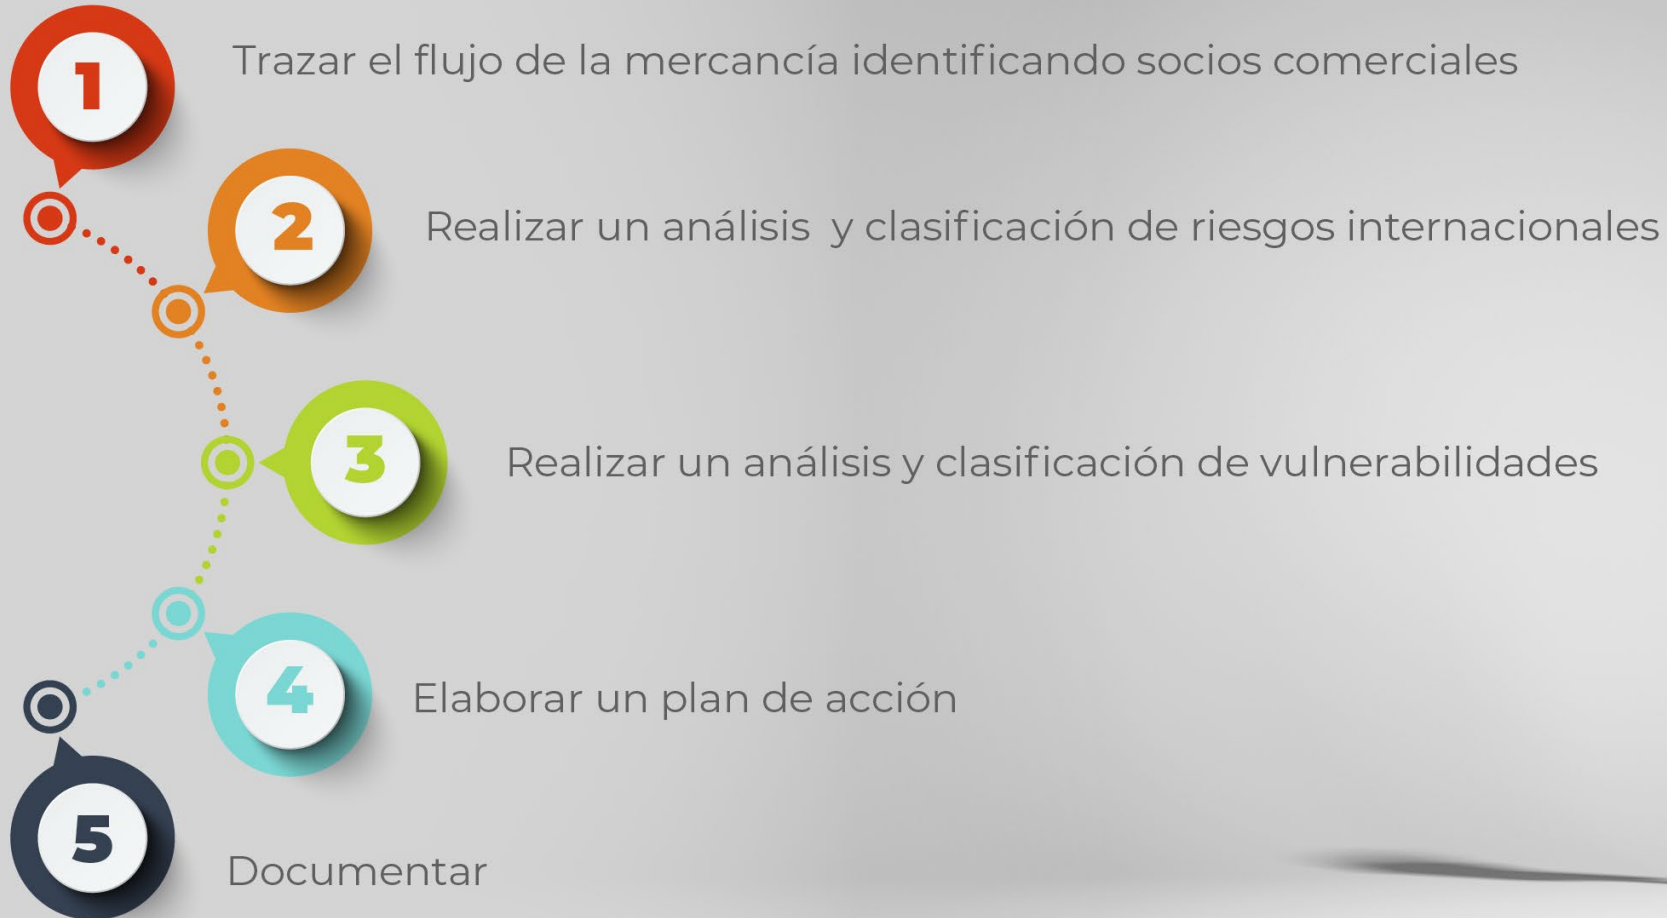 1
Trazar el flujo de la mercancía identificando socios comerciales
2
Realizar un análisis  y clasificación de riesgos internacionales
3
Realizar un análisis y clasificación de vulnerabilidades
4
Elaborar un plan de acción
5
Documentar